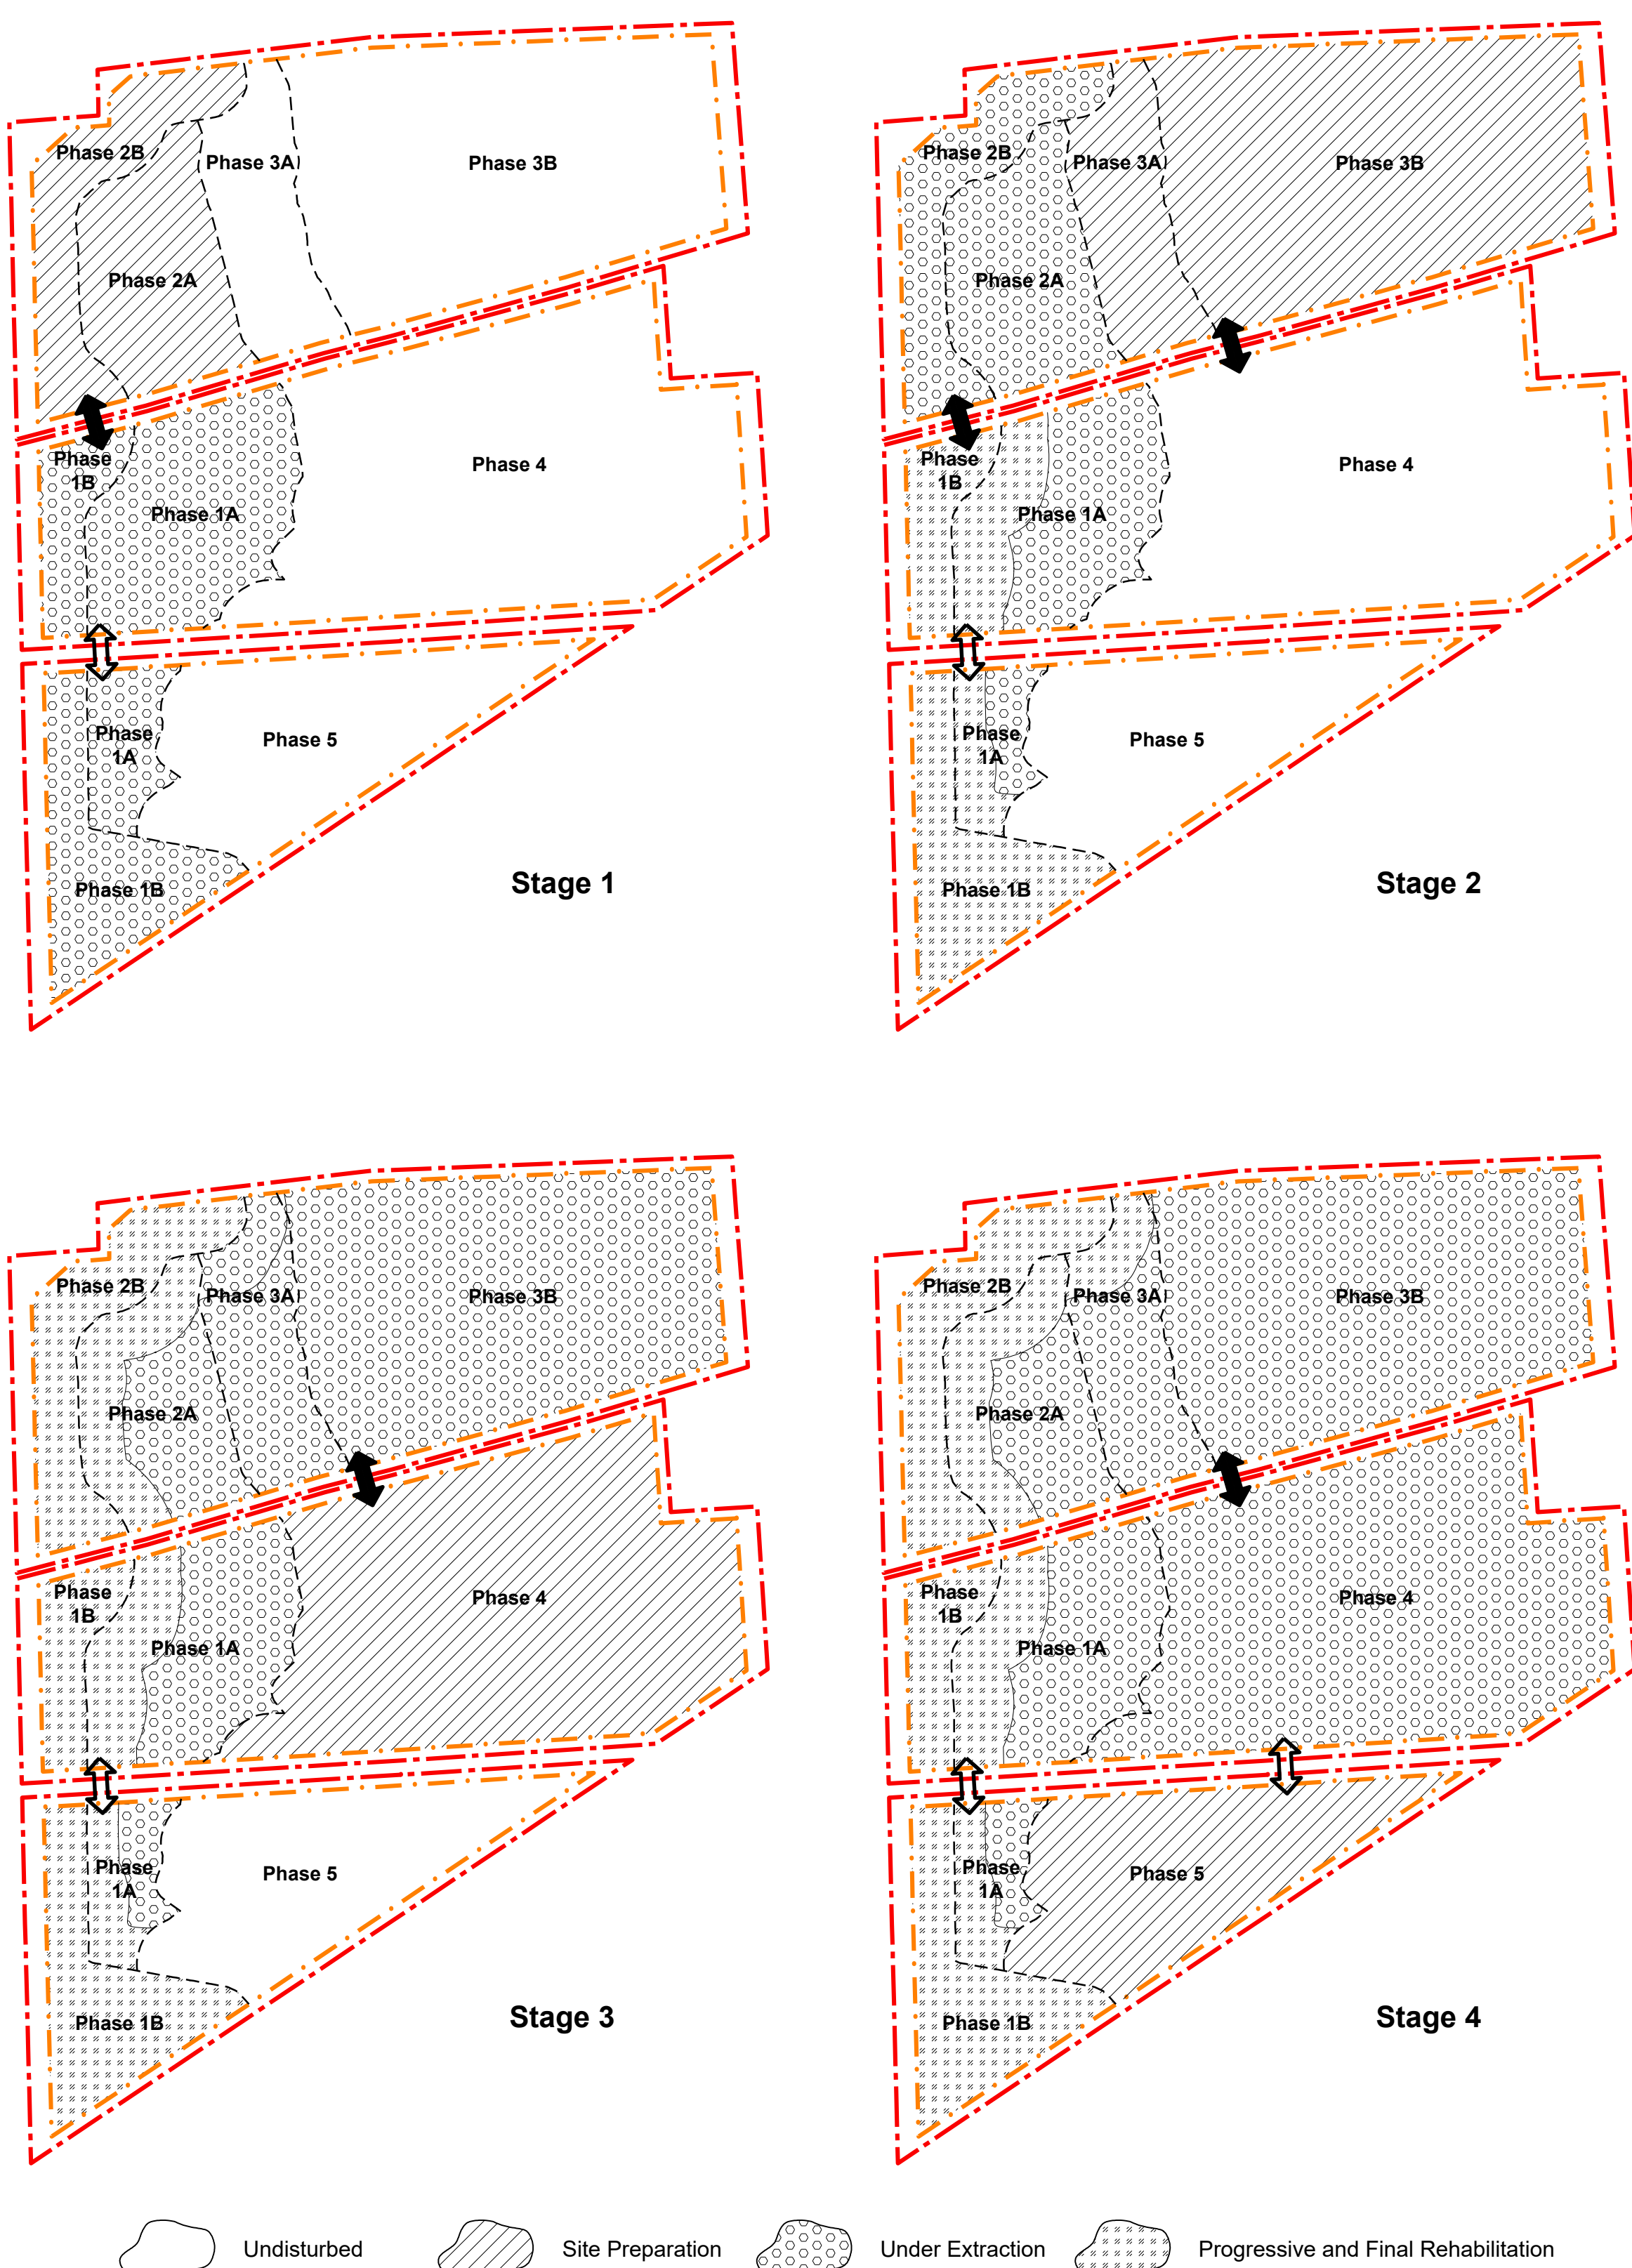 Phase 2B
Phase 3A
Phase 3B
Phase 2A
Phase
1B
Phase 4
Phase 1A
Phase
1A
Phase 5
Phase 1B
Stage 1
Phase 2B
Phase 3A
Phase 3B
Phase 2A
Phase
1B
Phase 4
Phase 1A
Phase
1A
Phase 5
Phase 1B
Stage 2
Phase 2B
Phase 3A
Phase 3B
Phase 2A
Phase
1B
Phase 4
Phase 1A
Phase
1A
Phase 5
Phase 1B
Stage 3
Phase 2B
Phase 3A
Phase 3B
Phase 2A
Phase
1B
Phase 4
Phase 1A
Phase
1A
Phase 5
Phase 1B
Stage 4
Undisturbed
Site Preparation
Under Extraction
Progressive and Final Rehabilitation